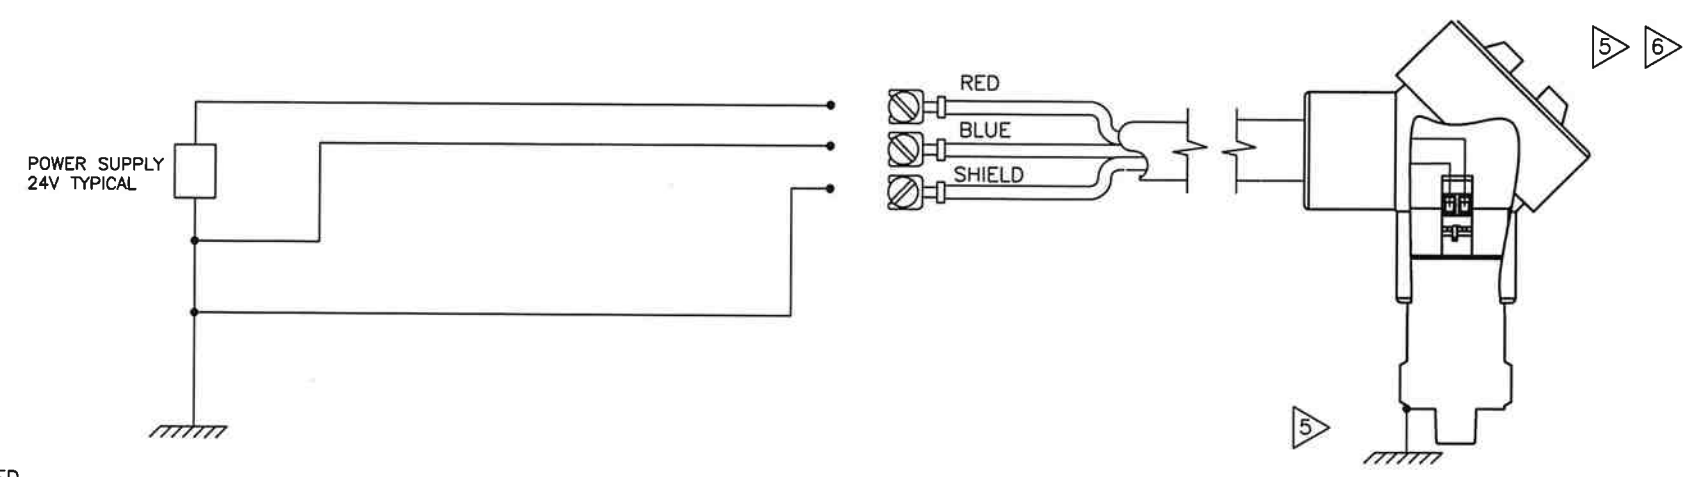 5 6
RED
BLUE
SHIELD
POWER SUPPLY
24V TYPICAL
5